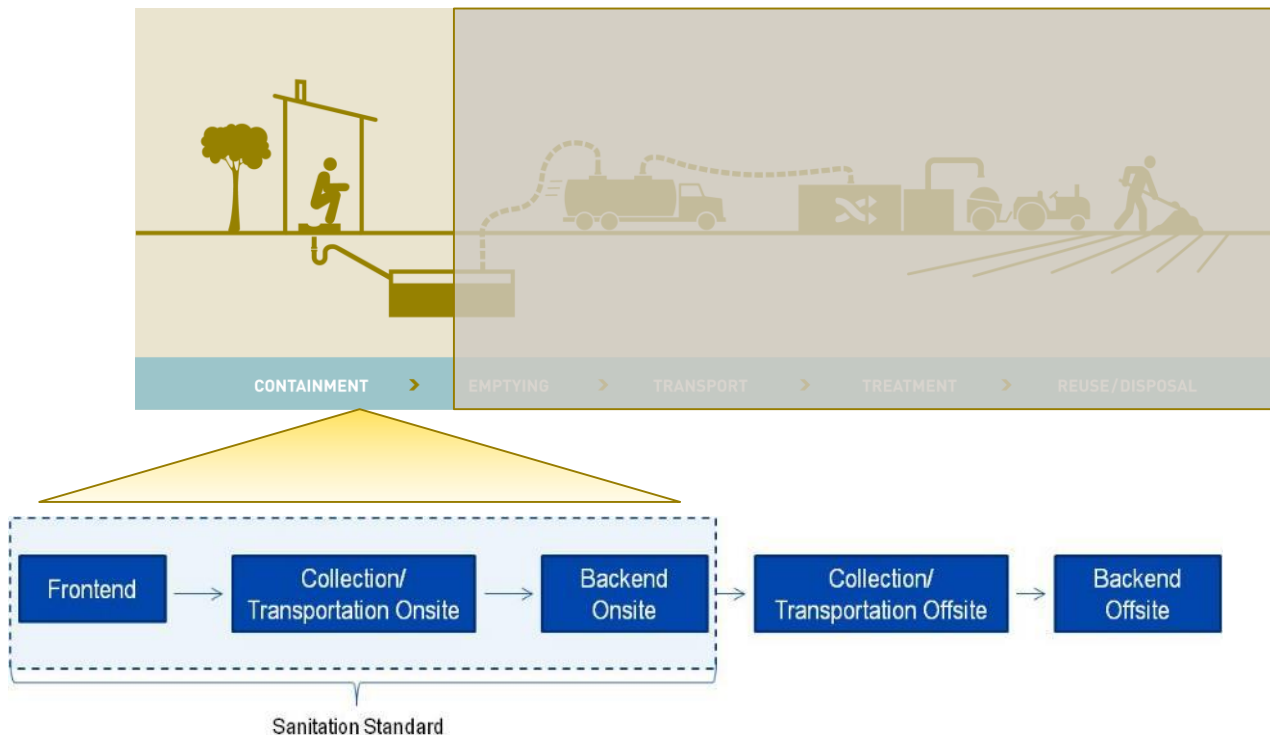 CONTAINMENT > EMPTYING > TRANSPORT > TREATMENT > REUSE/DISPOSAL
Frontend
Collection/
Transportation Onsite
Backend
Onsite
Collection/
Transportation Offsite
Backend
Offsite
Sanitation Standard